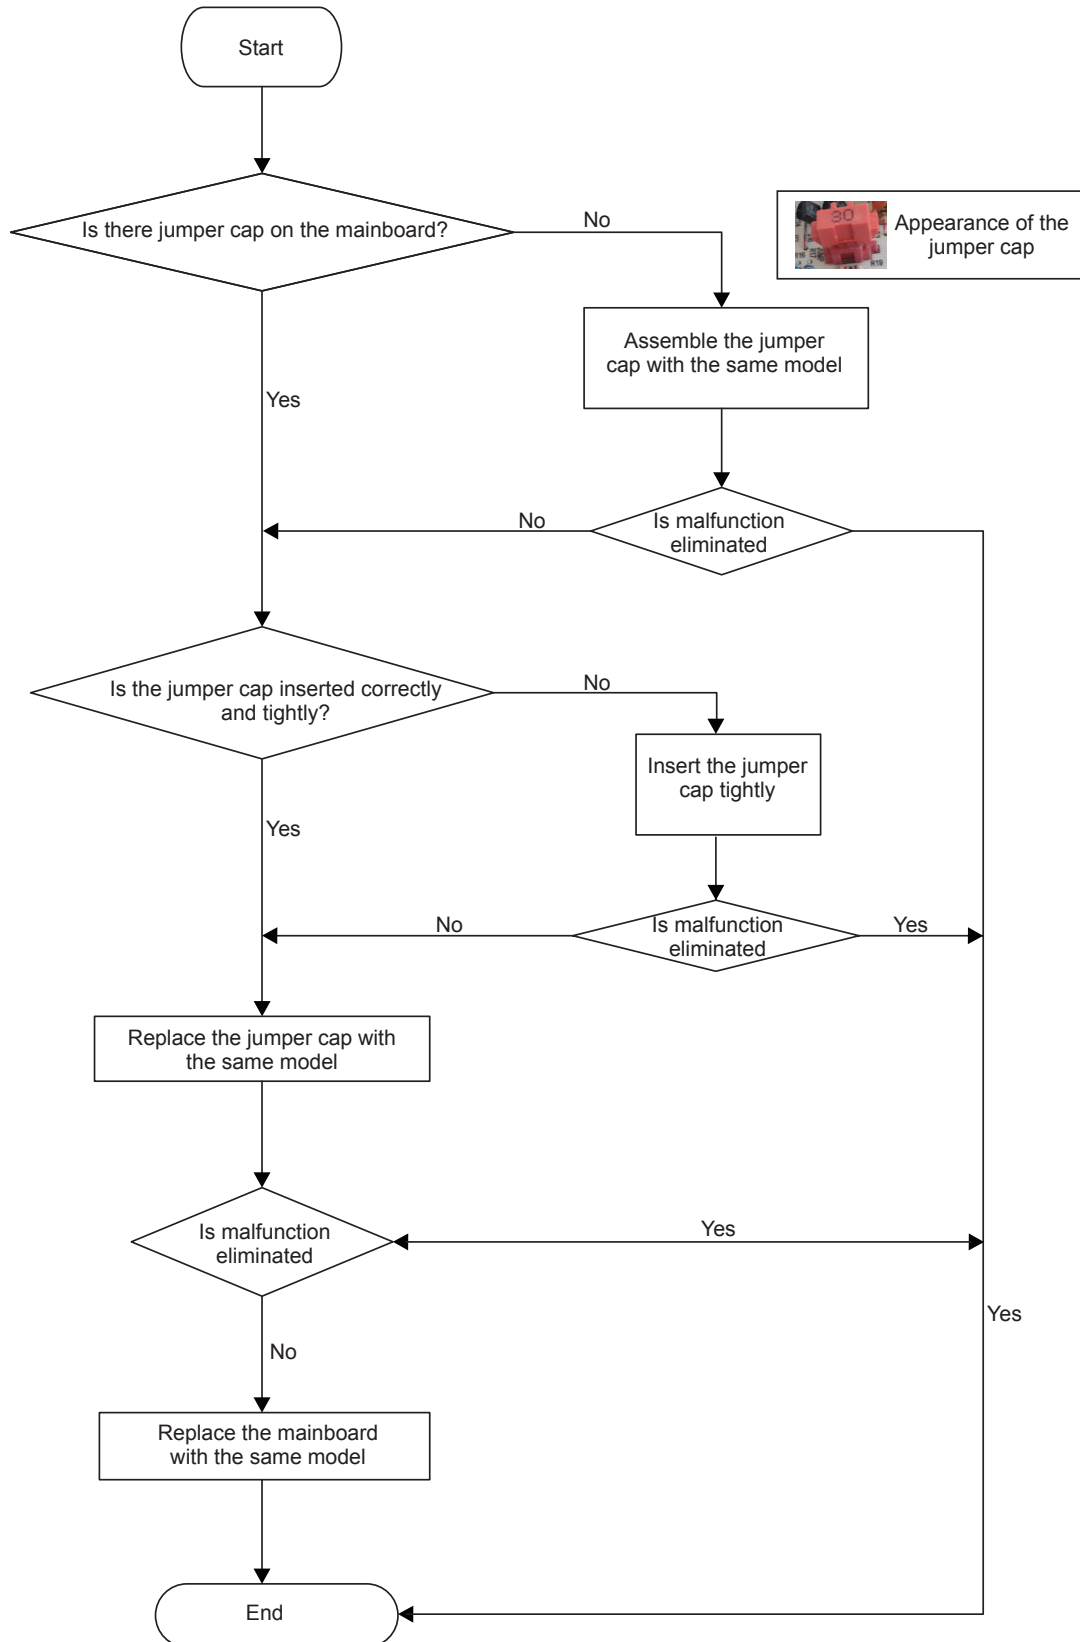 Start
Is there jumper cap on the mainboard?
No
30
R19
Appearance of the
jumper cap
Assemble the jumper
cap with the same model
Yes
No
Is malfunction
eliminated
Is the jumper cap inserted correctly
and tightly?
No
Insert the jumper
cap tightly
Yes
No
Is malfunction
eliminated
Yes
Replace the jumper cap with
the same model
Is malfunction
eliminated
Yes
Yes
No
Replace the mainboard
with the same model
End